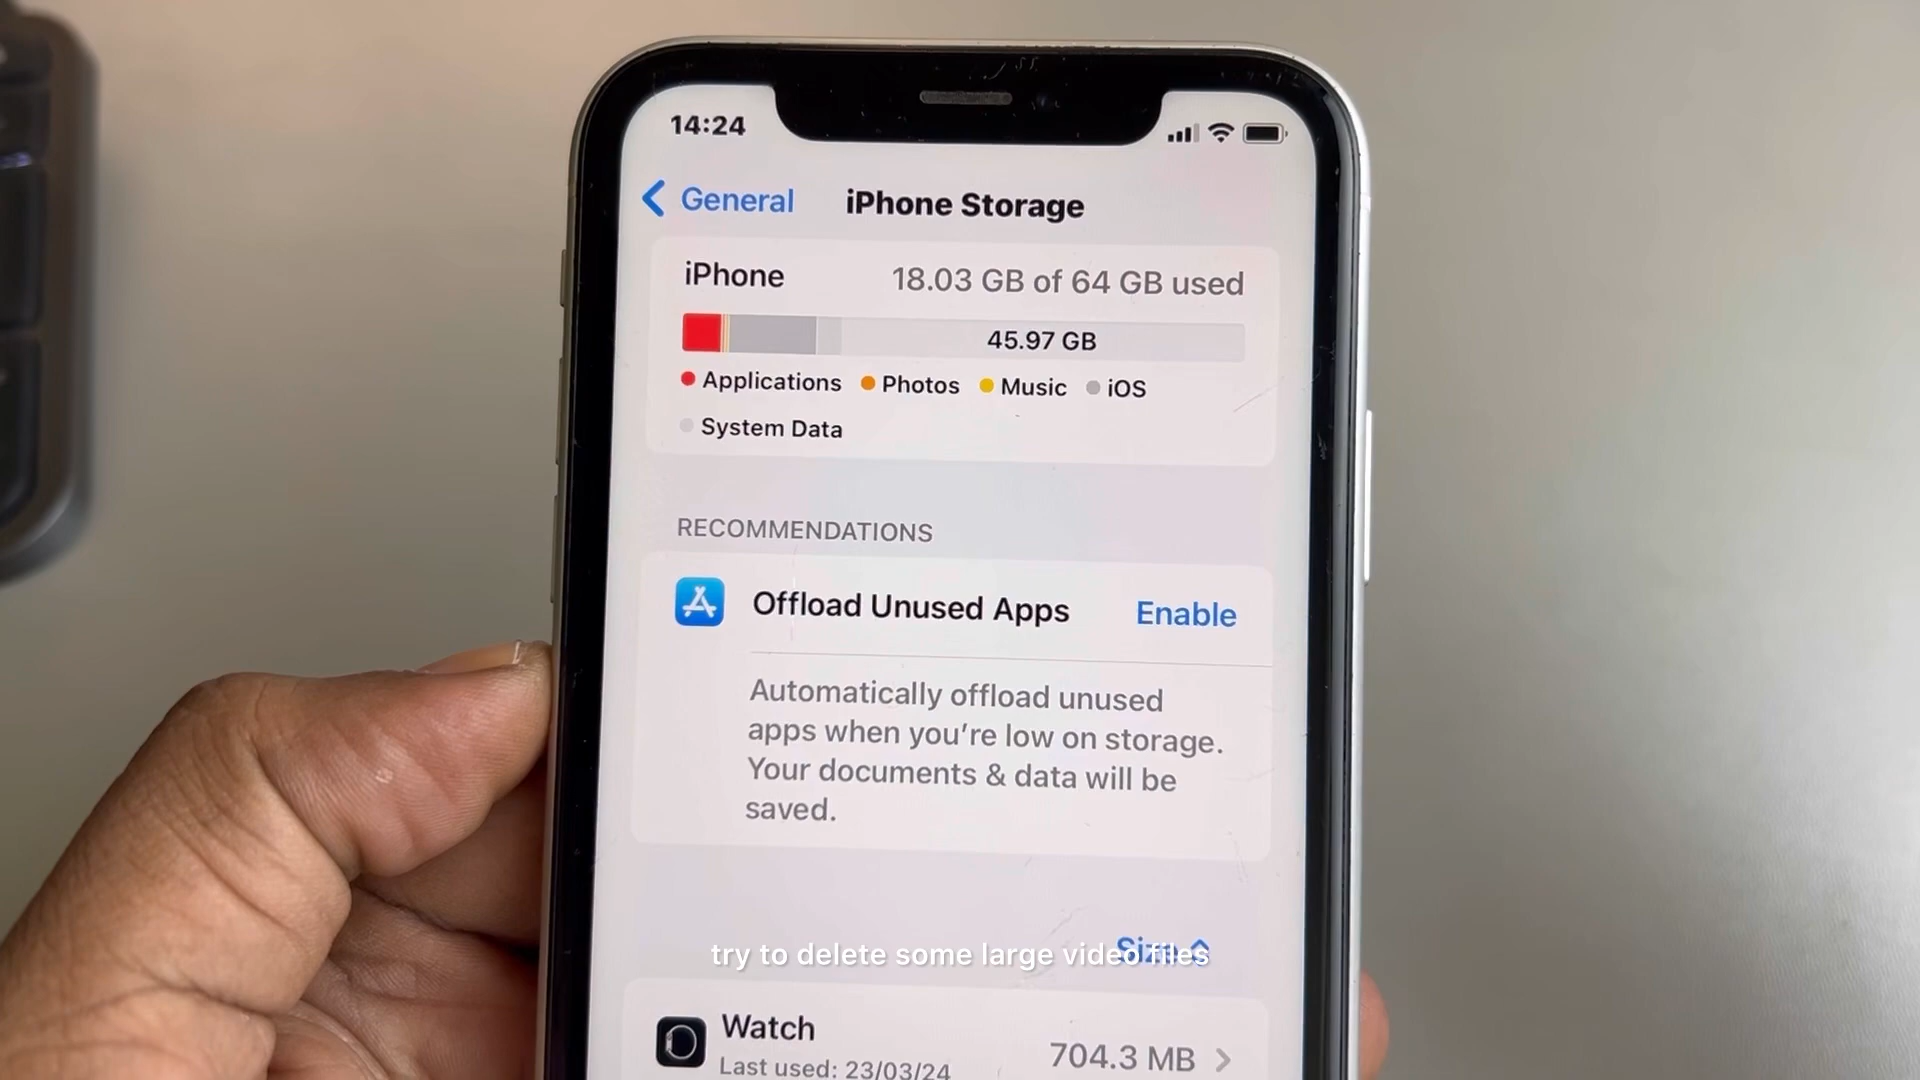 14:24
General
iPhone Storage
iPhone
18.03 GB of 64 GB used
45.97 GB
Applications
Photos
Music
iOS
System Data
RECOMMENDATIONS
Offload Unused Apps
Enable
Automatically offload unused
apps when you’re low on storage.
Your documents & data will be
saved.
Size
try to delete some large video files
Watch
704.3 MB
Last used: 23/03/24